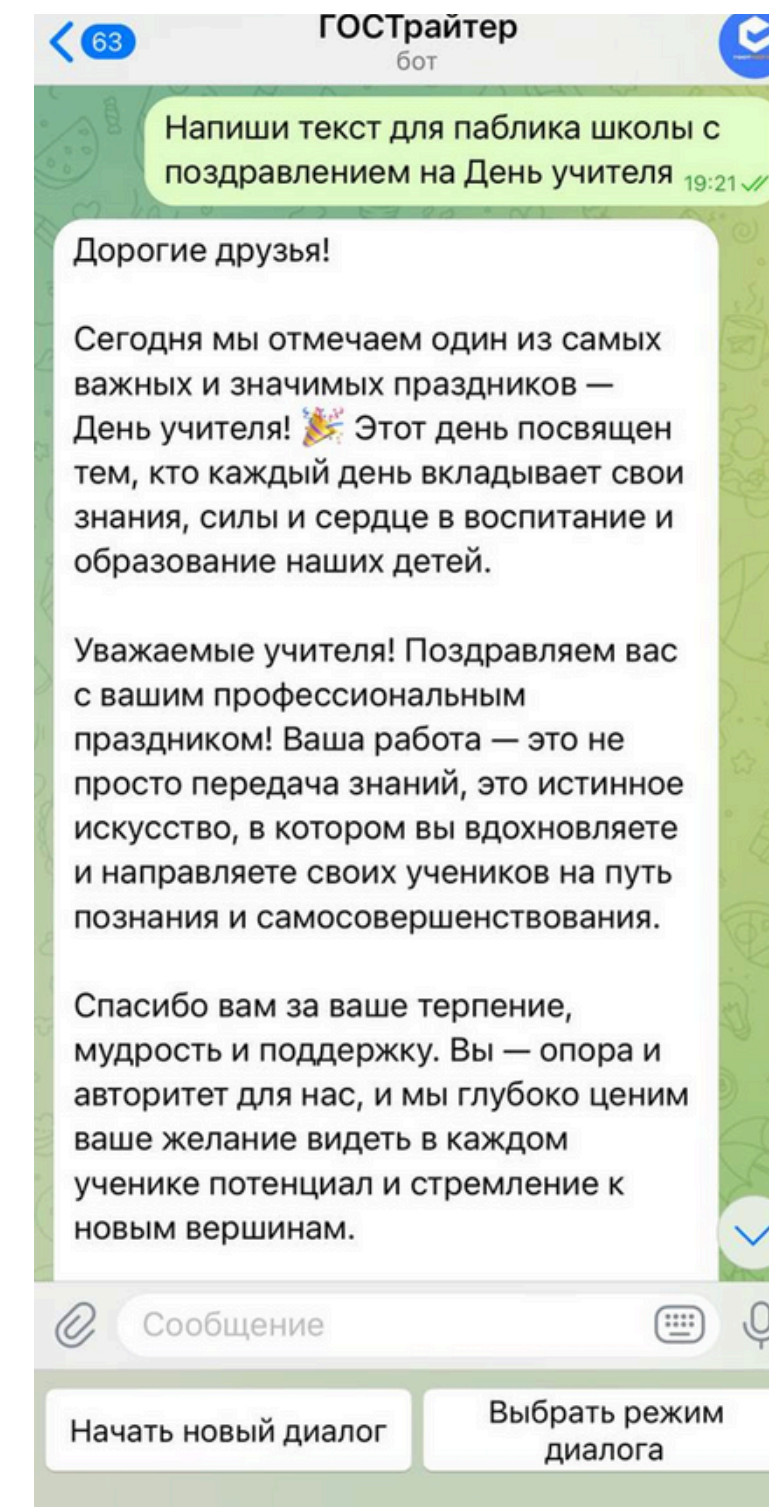 63
ГОСТрайтер
бот
Напиши текст для паблика школы с
поздравлением на День учителя 19:21
Дорогие друзья!
Сегодня мы отмечаем один из самых
важных и значимых праздников —
День учителя! 🎉 Этот день посвящен
тем, кто каждый день вкладывает свои
знания, силы и сердце в воспитание и
образование наших детей.
Уважаемые учителя! Поздравляем вас
с вашим профессиональным
праздником! Ваша работа — это не
просто передача знаний, это истинное
искусство, в котором вы вдохновляете
и направляете своих учеников на путь
познания и самосовершенствования.
Спасибо вам за ваше терпение,
мудрость и поддержку. Вы — опора и
авторитет для нас, и мы глубоко ценим
ваше желание видеть в каждом
ученике потенциал и стремление к
новым вершинам.
Сообщение
Начать новый диалог
Выбрать режим
диалога